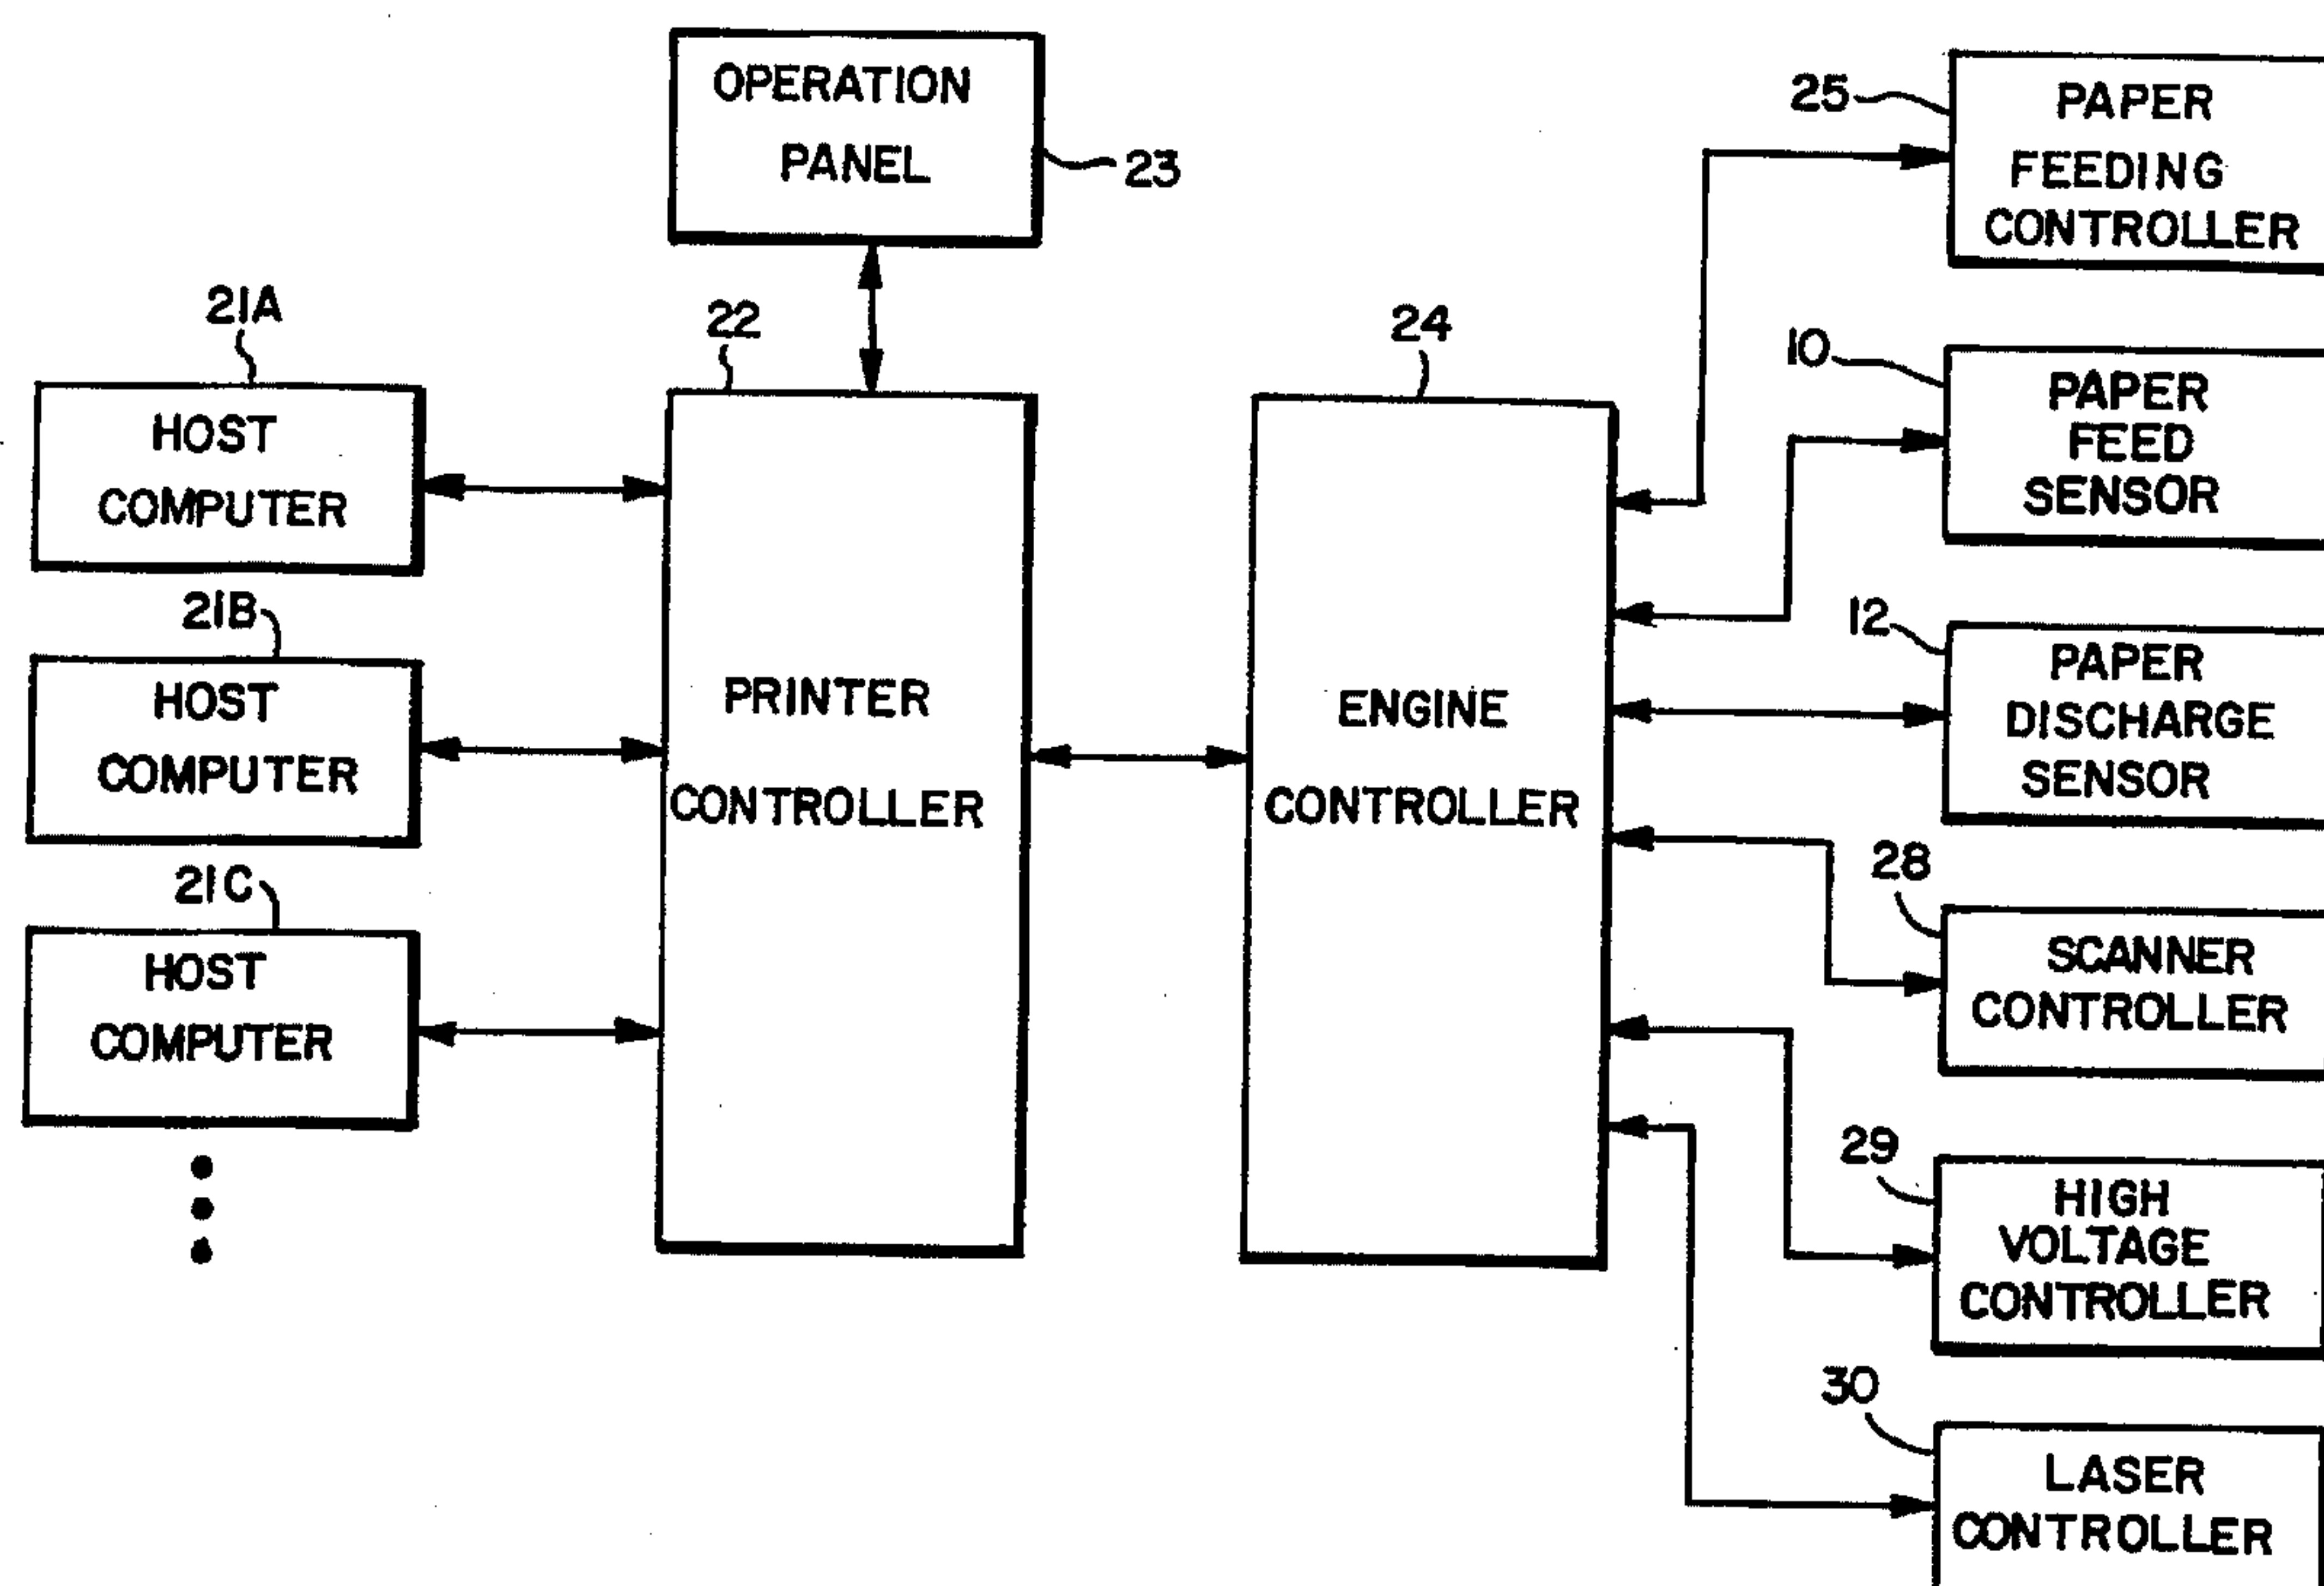 OPERATION
PANEL
23
21A
HOST
COMPUTER
21B
HOST
COMPUTER
21C
HOST
COMPUTER
22
PRINTER
CONTROLLER
24
ENGINE
CONTROLLER
25
PAPER
FEEDING
CONTROLLER
10
PAPER
FEED
SENSOR
12
PAPER
DISCHARGE
SENSOR
28
SCANNER
CONTROLLER
29
HIGH
VOLTAGE
CONTROLLER
30
LASER
CONTROLLER